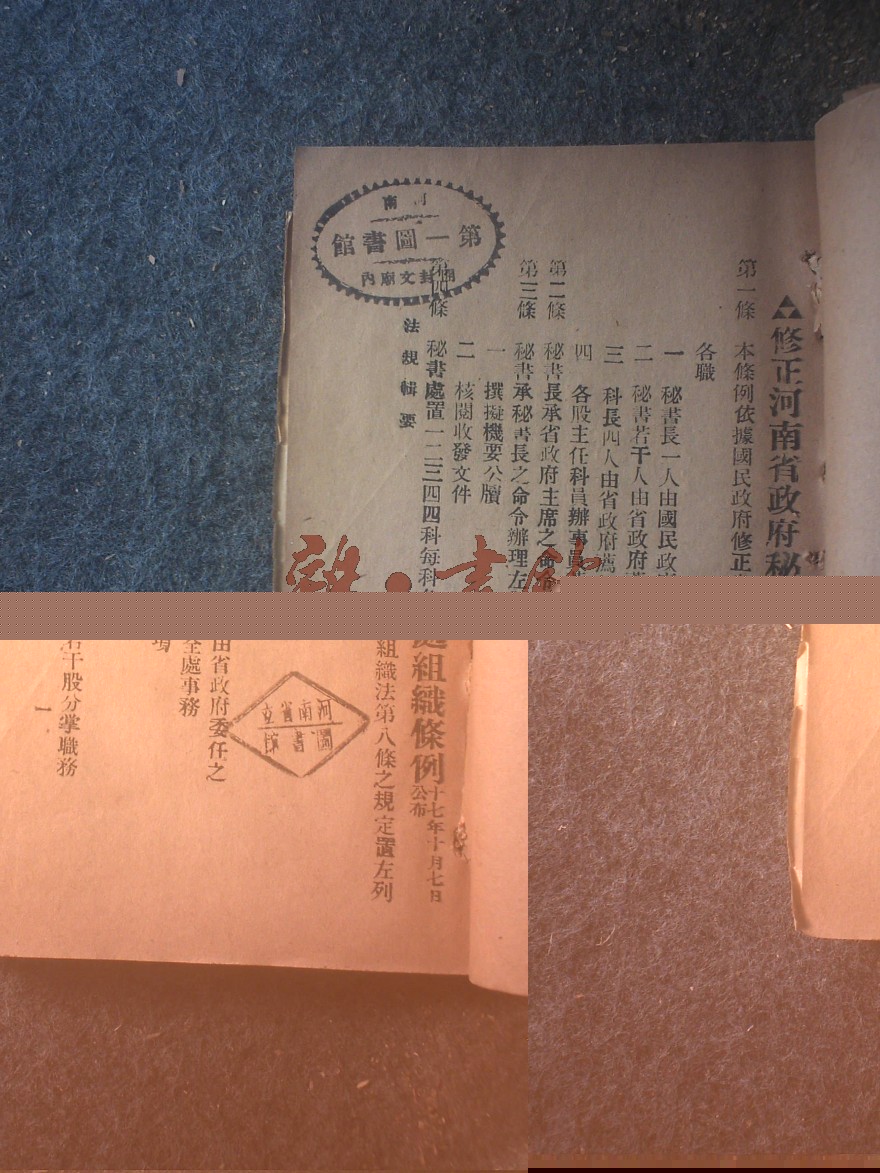 河南
第一圖書館
開封文廟內
▲修正河南省政府秘
處組織條例十七年十月七日公布
第一條　本條例依據國民政府修正
組織法第八條之規定置左列
各職
一　秘書長一人由國民政
二　秘書若干人由省政府
三　科長四人由省政府薦
四　各股主任科員辦事員
由省政府委任之
第二條　秘書長承省政府主席之命
全處事務
第三條　秘書承秘書長之命令辦理左
項
一　撰擬機要公牘
二　核閱收發文件
第四條　秘書處置一二三四四科每科
若干股分掌職務
法規輯要
一
河南省立
圖書館